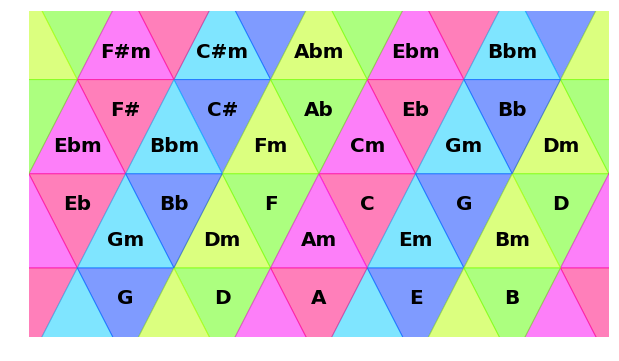 F#m C#m Abm Ebm Bbm
F# C# Ab Eb Bb
Ebm Bbm Fm Cm Gm Dm
Eb Bb F C G D
Gm Dm Am Em Bm
G D A E B